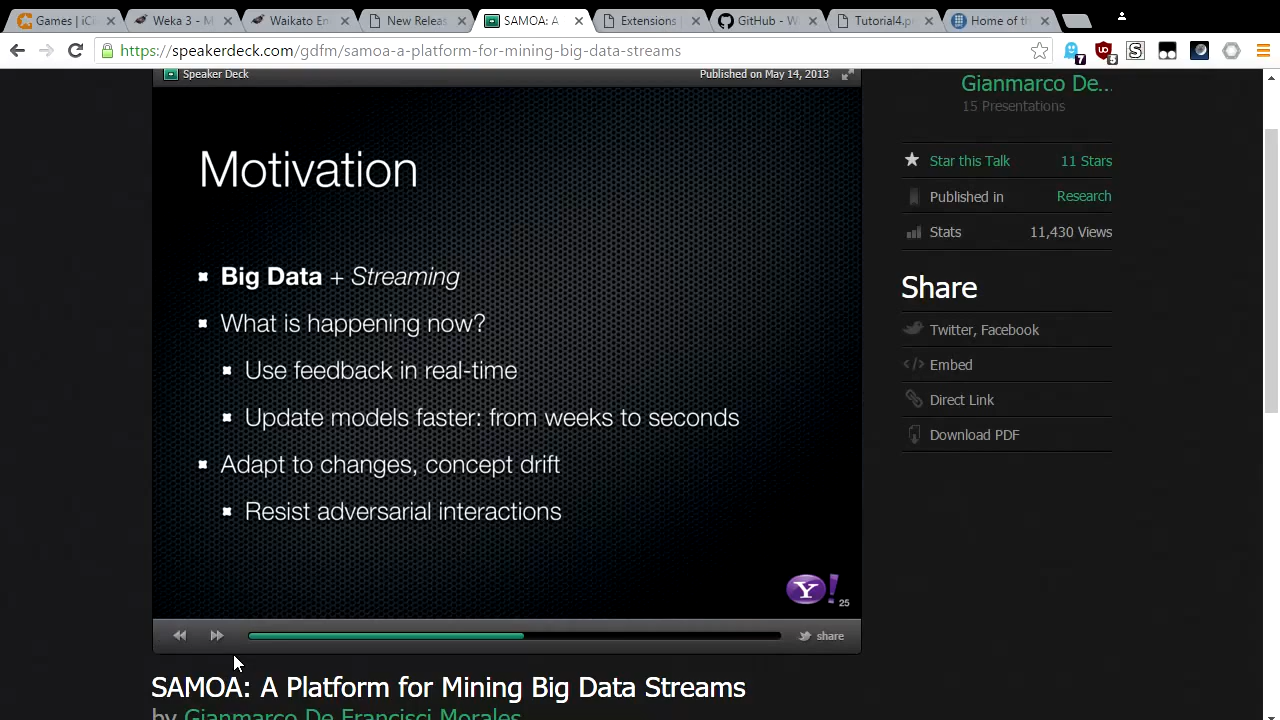 Games | iCi
Weka 3 - M
Waikato En
New Releas
SAMOA: A
Extensions |
GitHub - W
Tutorial4.p
Home of th
https://speakerdeck.com/gdfm/samoa-a-platform-for-mining-big-data-streams
7
5
Speaker Deck
Published on May 14, 2013
Motivation
Big Data + Streaming
What is happening now?
Use feedback in real-time
Update models faster: from weeks to seconds
Adapt to changes, concept drift
Resist adversarial interactions
Y!
25
share
SAMOA: A Platform for Mining Big Data Streams
by Gianmarco De Francisci Morales
Gianmarco De...
15 Presentations
Star this Talk 11 Stars
Published in Research
Stats 11,430 Views
Share
Twitter, Facebook
Embed
Direct Link
Download PDF